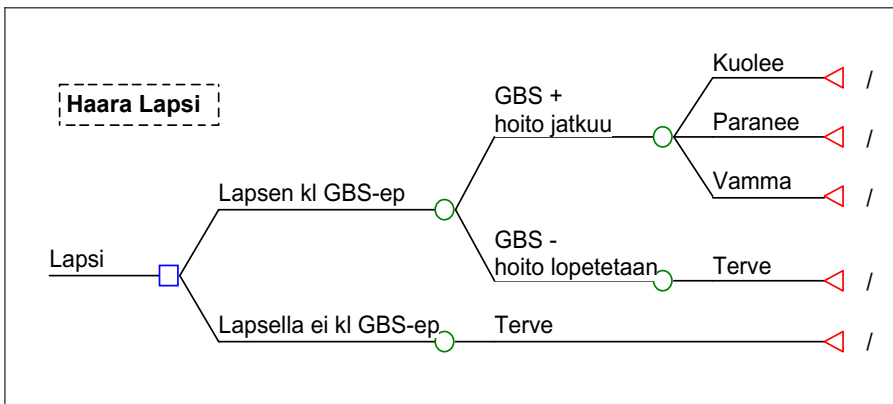 Haara Lapsi
Lapsi
Lapsen kl GBS-ep
Lapsella ei kl GBS-ep
GBS +
hoito jatkuu
GBS -
hoito lopetetaan
Terve
Kuolee /
Paranee /
Vamma /
Terve /
/